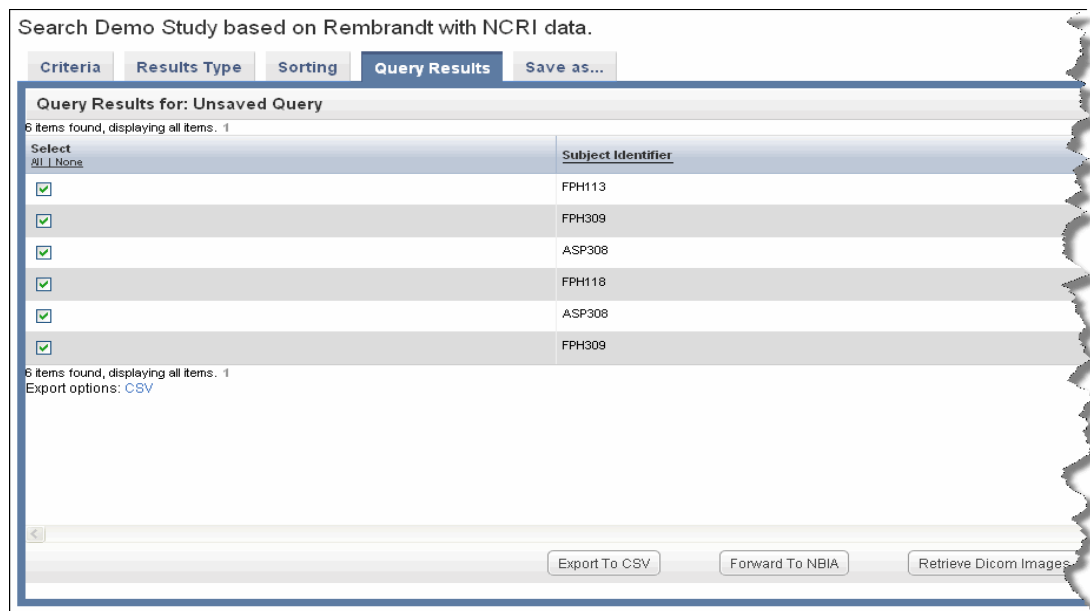 Search Demo Study based on Rembrandt with NCRI data.
Criteria Results Type Sorting Query Results Save as...
Query Results for: Unsaved Query
6 items found, displaying all items. 1
Select
All | None
Subject Identifier
FPH113
FPH309
ASP308
FPH118
ASP308
FPH309
6 items found, displaying all items. 1
Export options: CSV
Export To CSV Forward To NBIA Retrieve Dicom Images